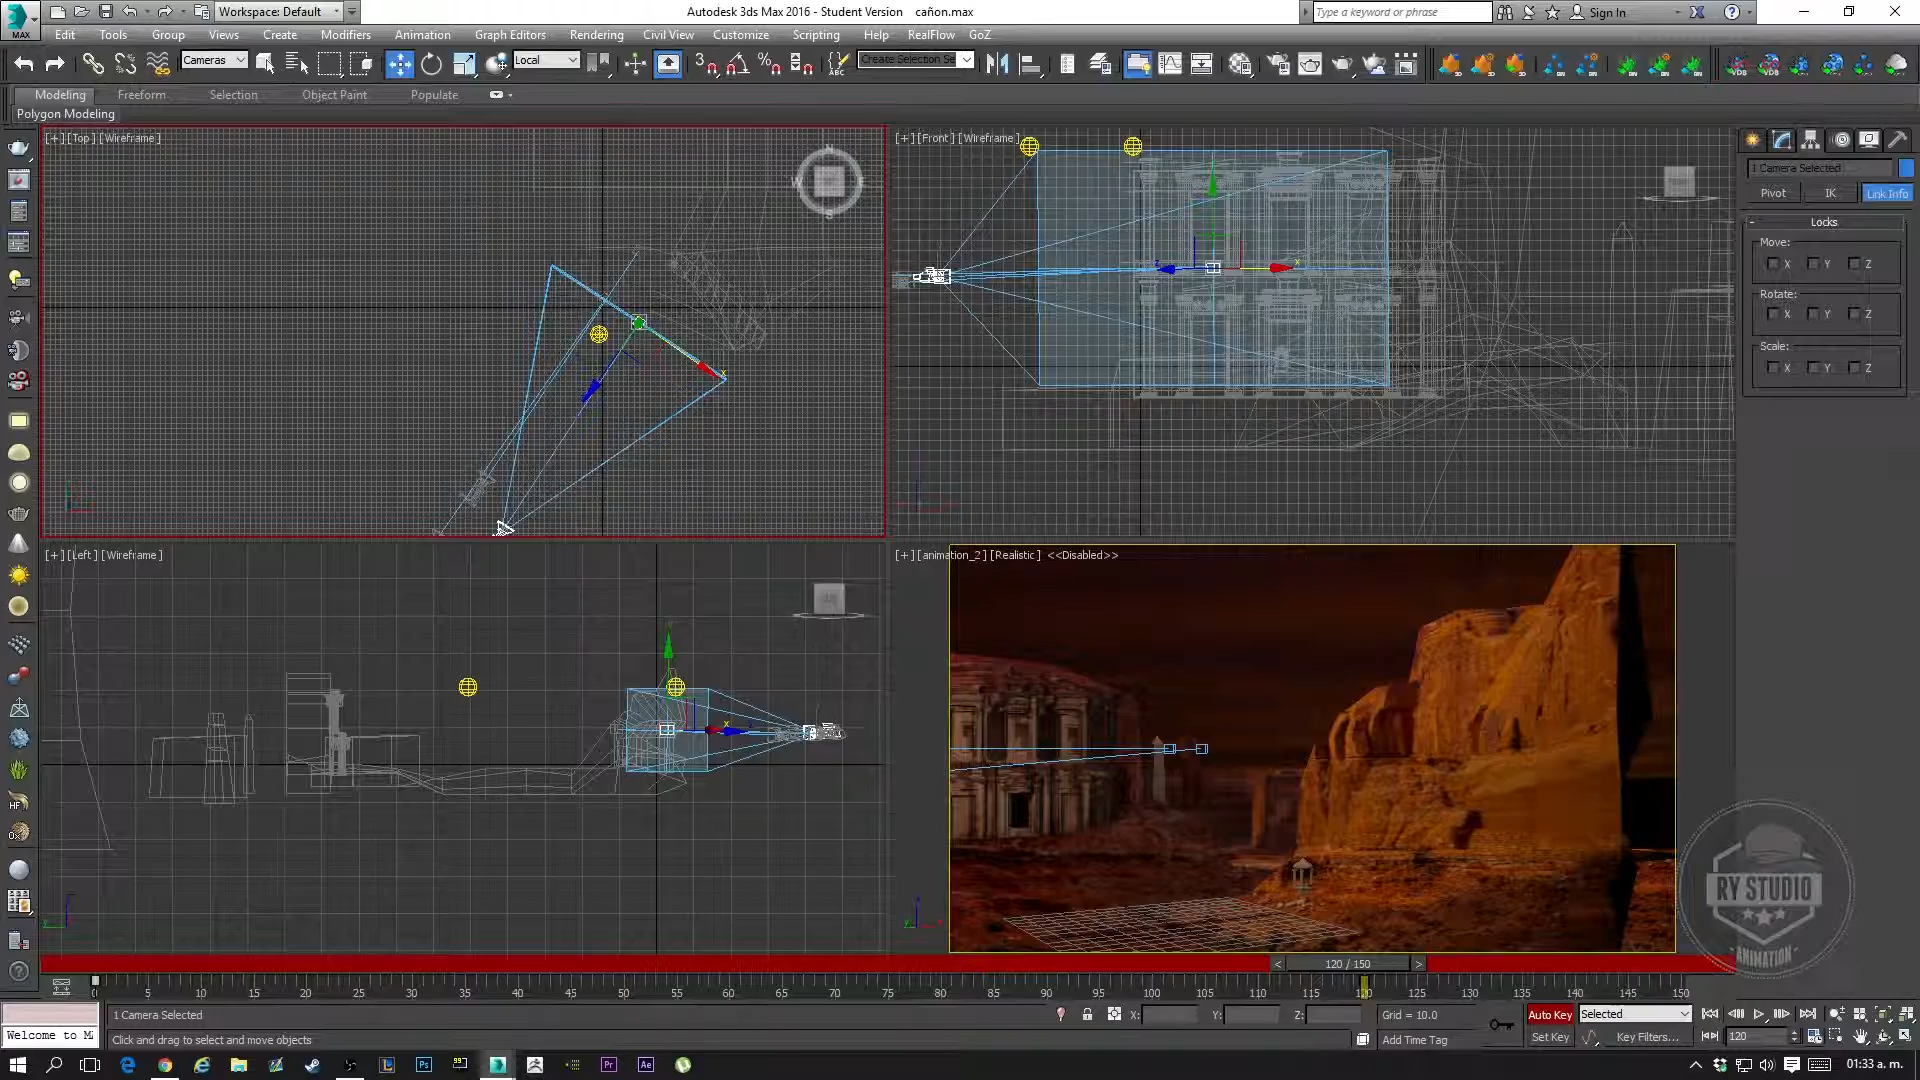 Workspace: Default
Autodesk 3ds Max 2016 - Student Version cañon.max
Type a keyword or phrase
Sign In
MAX
Edit Tools Group Views Create Modifiers Animation Graph Editors Rendering Civil View Customize Scripting Help RealFlow GoZ
Cameras
Local
Create Selection Se
Modeling Freeform Selection Object Paint Populate
Polygon Modeling
[+][Top][Wireframe]
[+][Front][Wireframe]
1 Camera Selected
Pivot IK Link Info
Locks
Move:
X Y Z
Rotate:
X Y Z
Scale:
X Y Z
[+][Left][Wireframe]
[+][animation_2][Realistic] <<Disabled>>
RY STUDIO
ANIMATION
120 / 150
0 5 10 15 20 25 30 35 40 45 50 55 60 65 70 75 80 85 90 95 100 105 110 115 120 125 130 135 140 145 150
1 Camera Selected
X: Y: Z:
Grid = 10.0
Auto Key
Selected
Welcome to M
Click and drag to select and move objects
Add Time Tag
Set Key
Key Filters...
120
01:33 a. m.